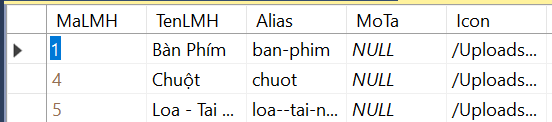 MaLMH TenLMH Alias MoTa Icon
1 Bàn Phím ban-phim NULL /Uploads...
4 Chuột chuot NULL /Uploads...
5 Loa - Tai ... loa--tai-n... NULL /Uploads...